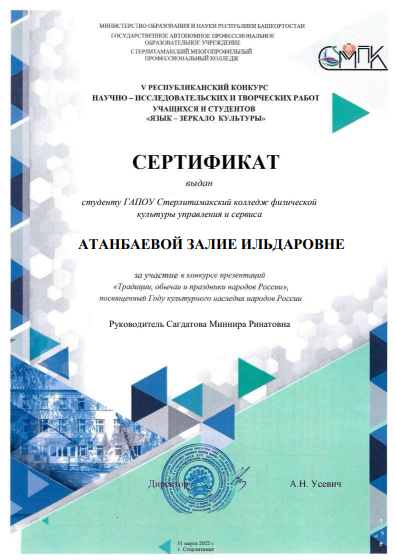 МИНИСТЕРСТВО ОБРАЗОВАНИЯ И НАУКИ РЕСПУБЛИКИ БАШКОРТОСТАН
ГОСУДАРСТВЕННОЕ АВТОНОМНОЕ ПРОФЕССИОНАЛЬНОЕ
ОБРАЗОВАТЕЛЬНОЕ УЧРЕЖДЕНИЕ
СТЕРЛИТАМАКСКИЙ МНОГОПРОФИЛЬНЫЙ
ПРОФЕССИОНАЛЬНЫЙ КОЛЛЕДЖ
СМПК
V РЕСПУБЛИКАНСКИЙ КОНКУРС
НАУЧНО – ИССЛЕДОВАТЕЛЬСКИХ И ТВОРЧЕСКИХ РАБОТ
УЧАЩИХСЯ И СТУДЕНТОВ
«ЯЗЫК – ЗЕРКАЛО КУЛЬТУРЫ»
СЕРТИФИКАТ
выдан
студенту ГАПОУ Стерлитамакский колледж физической
культуры управления и сервиса
АТАНБАЕВОЙ ЗАЛИЕ ИЛЬДАРОВНЕ
за участие в конкурсе презентаций
«Традиции, обычаи и праздники народов России»,
посвященный Году культурного наследия народов России
Руководитель Сагдатова Миннира Ринатовна
Директор А.Н. Усевич
31 марта 2022 г
г. Стерлитамак